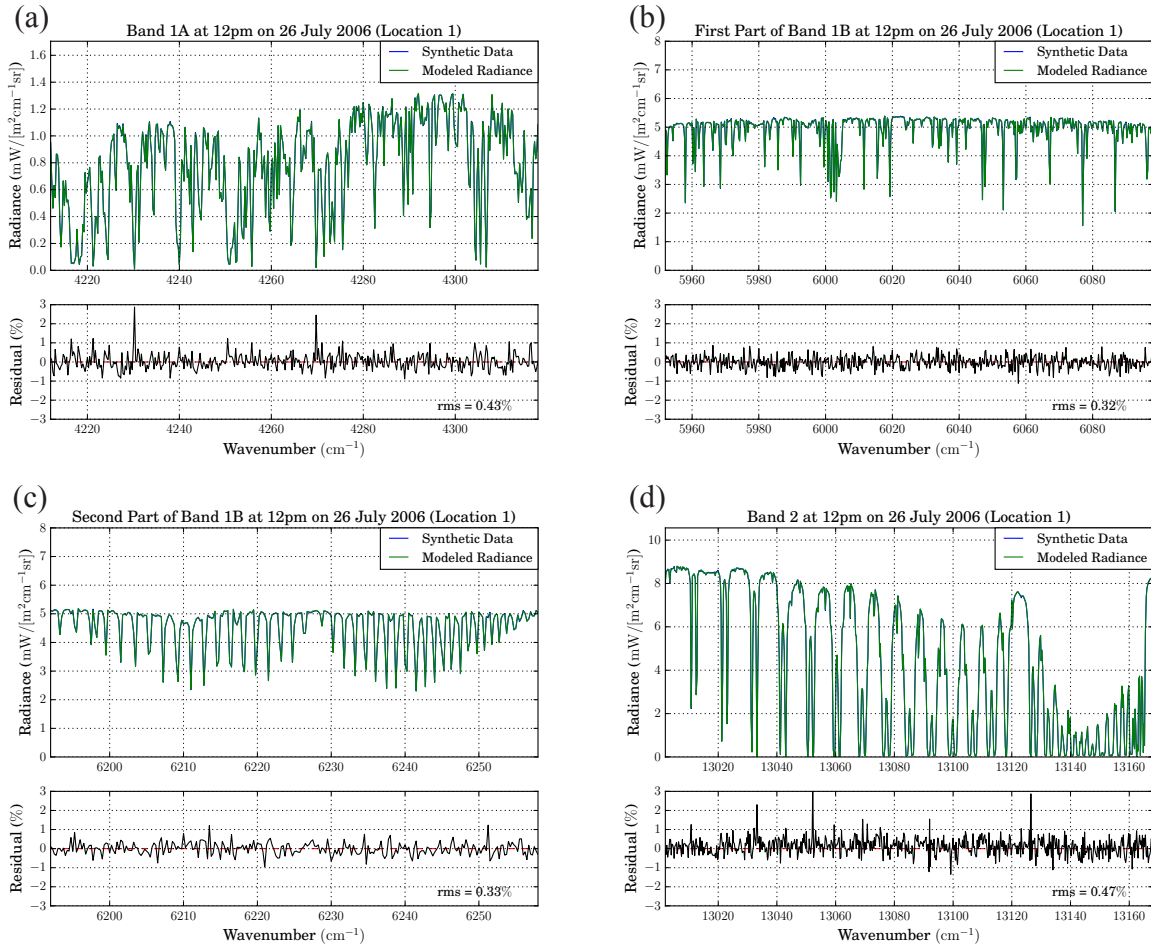 (a)
Band 1A at 12pm on 26 July 2006 (Location 1)
Radiance (mW/[m²cm−1sr])
1.6
1.4
1.2
1.0
0.8
0.6
0.4
0.2
0.0
Synthetic Data
Modeled Radiance
4220 4240 4260 4280 4300
Residual (%)
3
2
1
0
−1
−2
−3
rms = 0.43%
4220 4240 4260 4280 4300
Wavenumber (cm⁻¹)
(b)
First Part of Band 1B at 12pm on 26 July 2006 (Location 1)
Radiance (mW/[m²cm−1sr])
8
7
6
5
4
3
2
1
0
Synthetic Data
Modeled Radiance
5960 5980 6000 6020 6040 6060 6080
Residual (%)
3
2
1
0
−1
−2
−3
rms = 0.32%
5960 5980 6000 6020 6040 6060 6080
Wavenumber (cm⁻¹)
(c)
Second Part of Band 1B at 12pm on 26 July 2006 (Location 1)
Radiance (mW/[m²cm−1sr])
8
7
6
5
4
3
2
1
0
Synthetic Data
Modeled Radiance
6200 6210 6220 6230 6240 6250
Residual (%)
3
2
1
0
−1
−2
−3
rms = 0.33%
6200 6210 6220 6230 6240 6250
Wavenumber (cm⁻¹)
(d)
Band 2 at 12pm on 26 July 2006 (Location 1)
Radiance (mW/[m²cm−1sr])
10
8
6
4
2
0
Synthetic Data
Modeled Radiance
13020 13040 13060 13080 13100 13120 13140 13160
Residual (%)
3
2
1
0
−1
−2
−3
rms = 0.47%
13020 13040 13060 13080 13100 13120 13140 13160
Wavenumber (cm⁻¹)